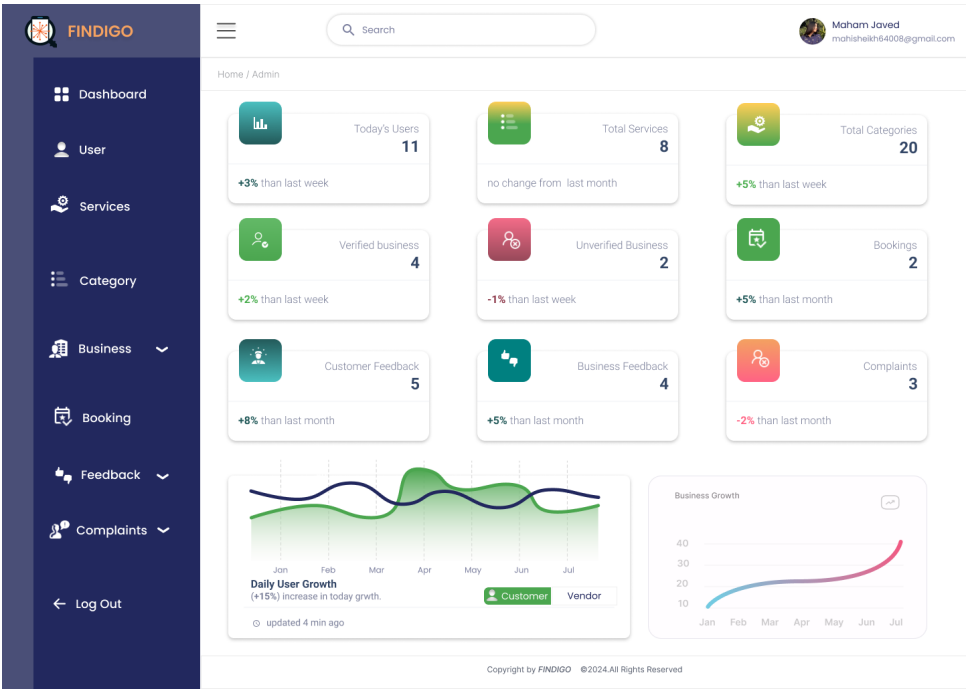 FINDIGO
Search
Maham Javed
mahisheikh64008@gmail.com
Home / Admin
Dashboard
User
Services
Category
Business
Booking
Feedback
Complaints
Log Out
Today's Users
11
+3% than last week
Total Services
8
no change from last month
Total Categories
20
+5% than last week
Verified business
4
+2% than last week
Unverified Business
2
-1% than last week
Bookings
2
+5% than last month
Customer Feedback
5
+8% than last month
Business Feedback
4
+5% than last month
Complaints
3
-2% than last month
Jan Feb Mar Apr May Jun Jul
Daily User Growth
(+15%) increase in today grwth.
Customer Vendor
updated 4 min ago
Business Growth
40
30
20
10
Jan Feb Mar Apr May Jun Jul
Copyright by FINDIGO ©2024.All Rights Reserved